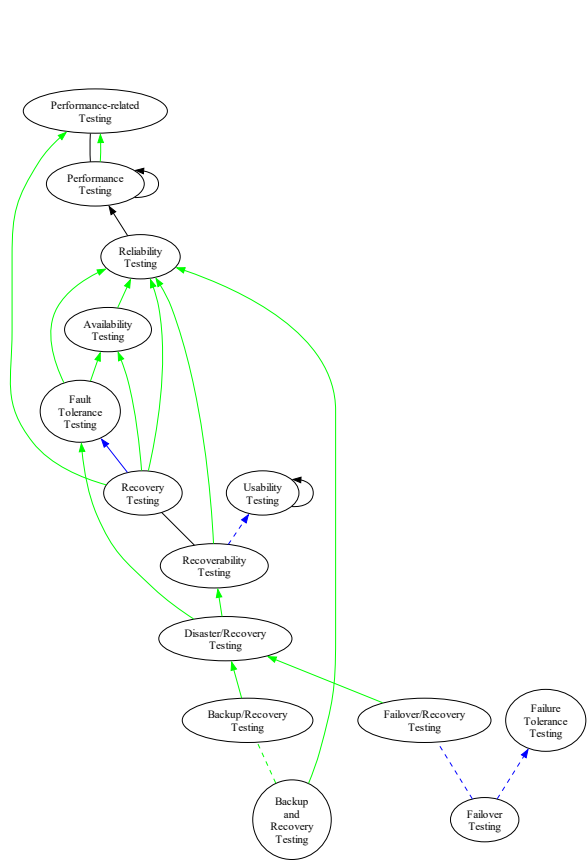 Performance-related
Testing
Performance
Testing
Reliability
Testing
Availability
Testing
Fault
Tolerance
Testing
Recovery
Testing
Usability
Testing
Recoverability
Testing
Disaster/Recovery
Testing
Backup/Recovery
Testing
Failover/Recovery
Testing
Failure
Tolerance
Testing
Backup
and
Recovery
Testing
Failover
Testing